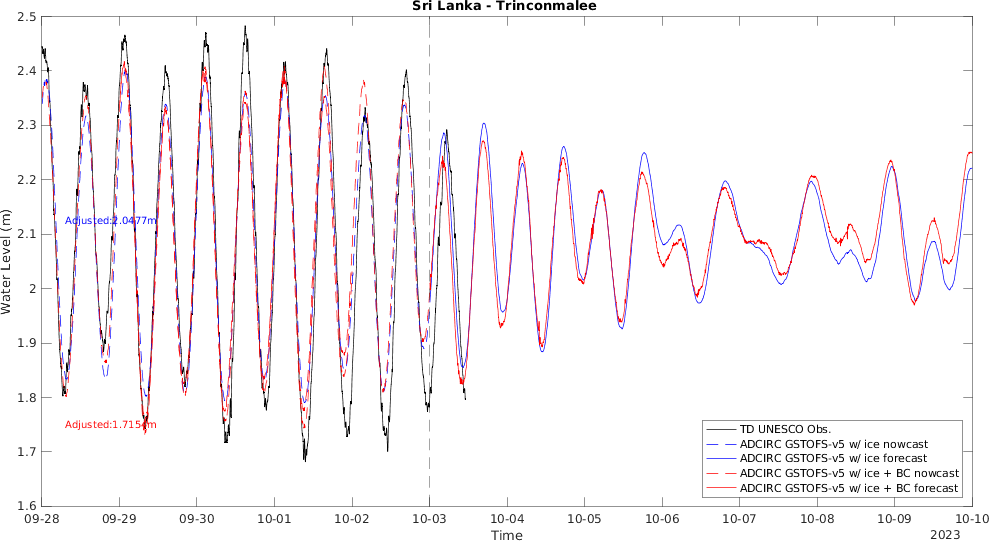 Sri Lanka - Trinconmalee
2.5
2.4
2.3
2.2
2.1
2
1.9
1.8
1.7
1.6
Water Level (m)
Adjusted:2.0477m
Adjusted:1.7154m
TD UNESCO Obs.
ADCIRC GSTOFS-v5 w/ ice nowcast
ADCIRC GSTOFS-v5 w/ ice forecast
ADCIRC GSTOFS-v5 w/ ice + BC nowcast
ADCIRC GSTOFS-v5 w/ ice + BC forecast
09-28 09-29 09-30 10-01 10-02 10-03 10-04 10-05 10-06 10-07 10-08 10-09 10-10
Time
2023